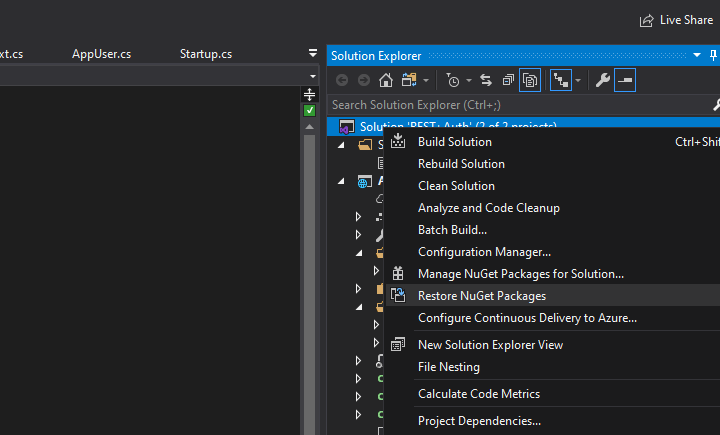 Live Share
xt.cs AppUser.cs Startup.cs
Solution Explorer
Search Solution Explorer (Ctrl+;)
Solution 'REST+Auth' (2 of 2 projects)
Build Solution Ctrl+Shif
Rebuild Solution
Clean Solution
Analyze and Code Cleanup
Batch Build...
Configuration Manager...
Manage NuGet Packages for Solution...
Restore NuGet Packages
Configure Continuous Delivery to Azure...
New Solution Explorer View
File Nesting
Calculate Code Metrics
Project Dependencies...